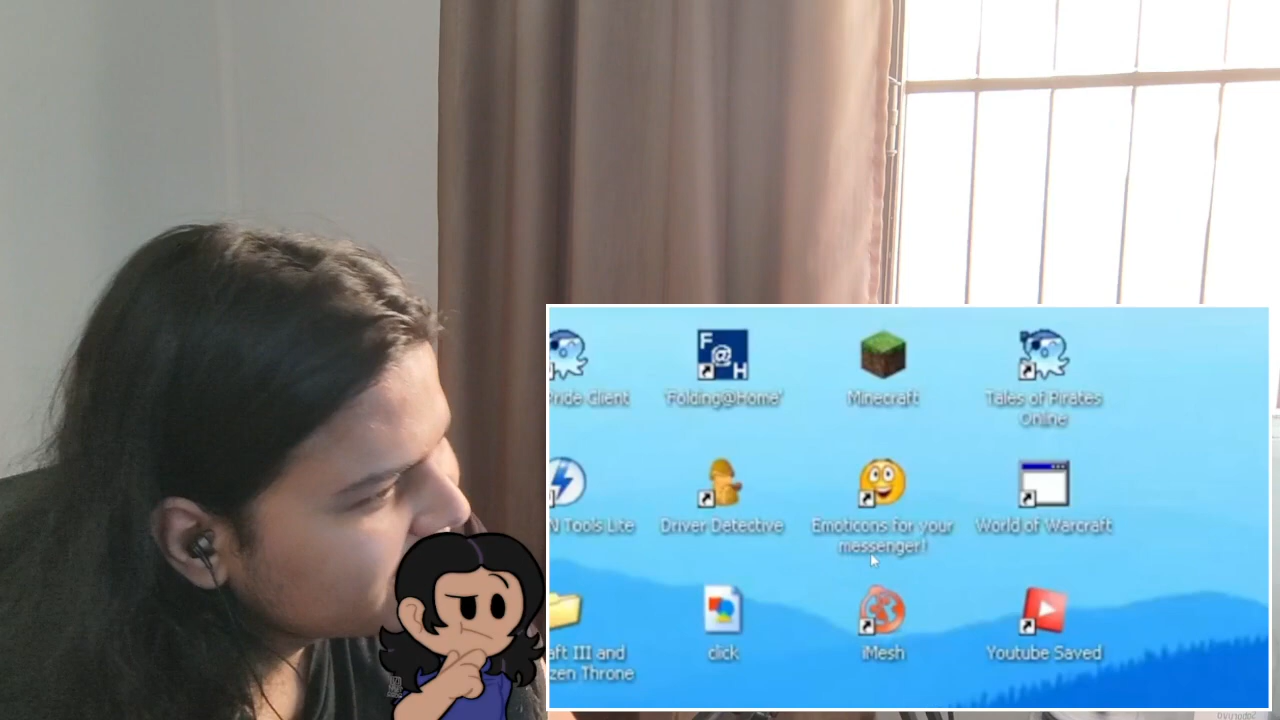 Pride Client
'Folding@Home'
Minecraft
Tales of Pirates
Online
N Tools Lite
Driver Detective
Emoticons for your
messenger!
World of Warcraft
aft III and
zen Throne
click
iMesh
Youtube Saved
F
@
H